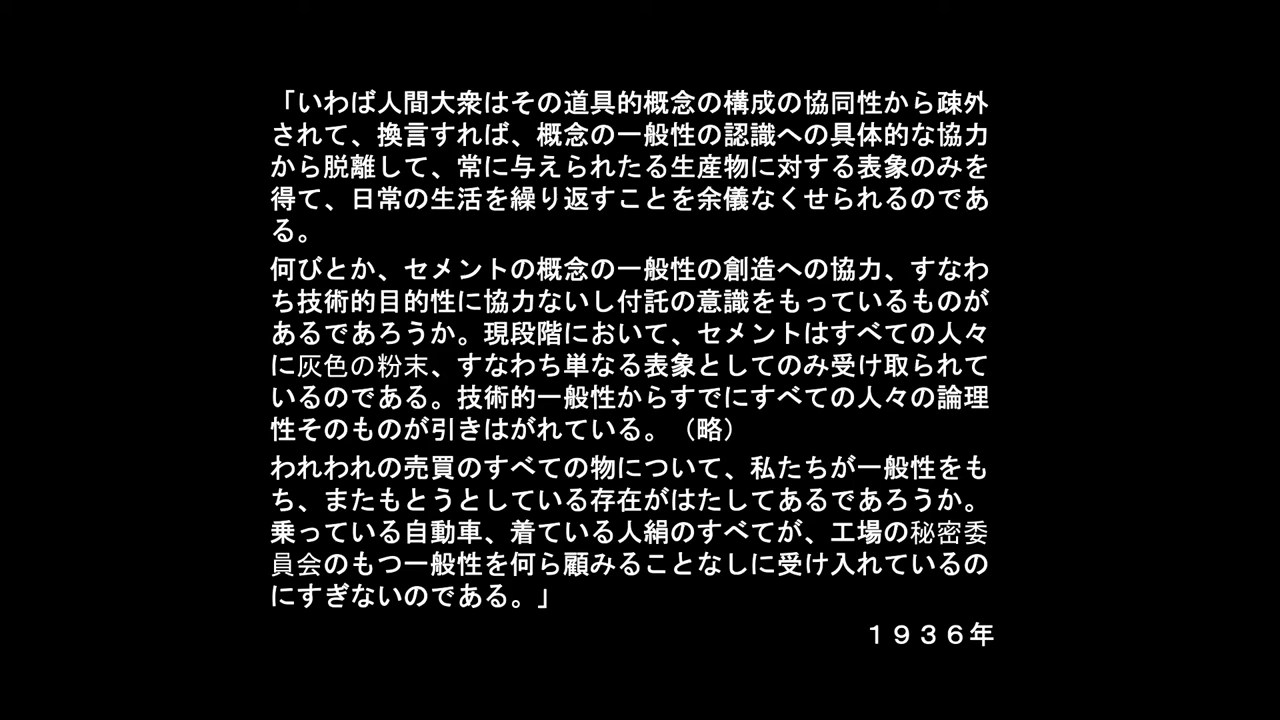 「いわば人間大衆はその道具的概念の構成の協同性から疎外
されて、換言すれば、概念の一般性の認識への具体的な協力
から脱離して、常に与えられたる生産物に対する表象のみを
得て、日常の生活を繰り返すことを余儀なくせられるのであ
る。
何びとか、セメントの概念の一般性の創造への協力、すなわ
ち技術的目的性に協力ないし付託の意識をもっているものが
あるであろうか。現段階において、セメントはすべての人々
に灰色の粉末、すなわち単なる表象としてのみ受け取られて
いるのである。技術的一般性からすでにすべての人々の論理
性そのものが引きはがれている。（略）
われわれの売買のすべての物について、私たちが一般性をも
ち、またもとうとしている存在がはたしてあるであろうか。
乗っている自動車、着ている人絹のすべてが、工場の秘密委
員会のもつ一般性を何ら顧みることなしに受け入れているの
にすぎないのである。」
１９３６年